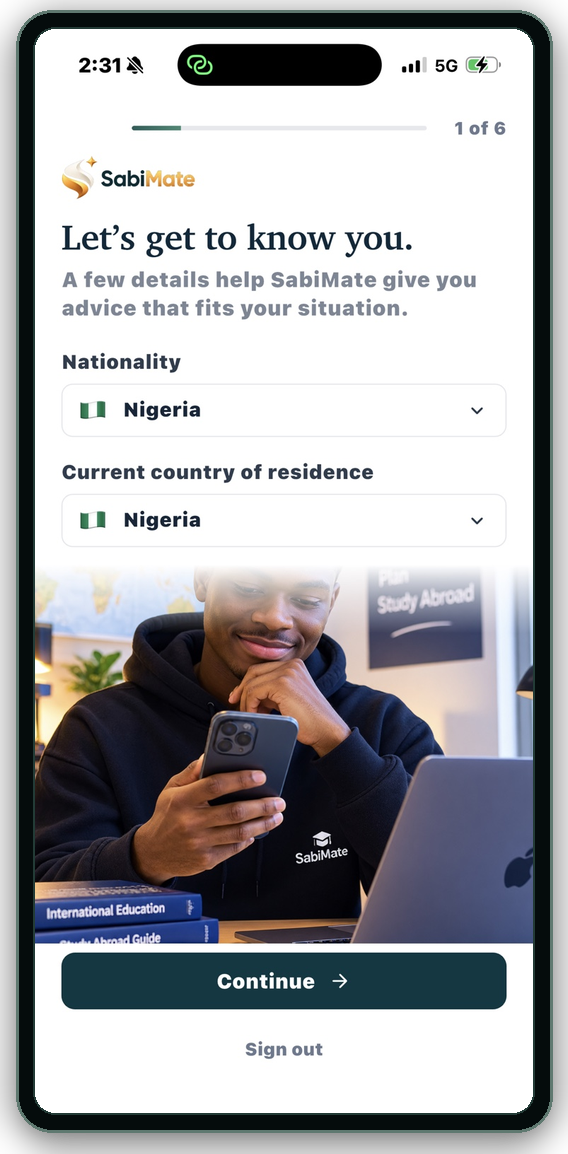 2:31
5G
1 of 6
SabiMate
Let's get to know you.
A few details help SabiMate give you
advice that fits your situation.
Nationality
Nigeria
Current country of residence
Nigeria
Plan
Study Abroad
SabiMate
International Education
Study Abroad Guide
Continue →
Sign out